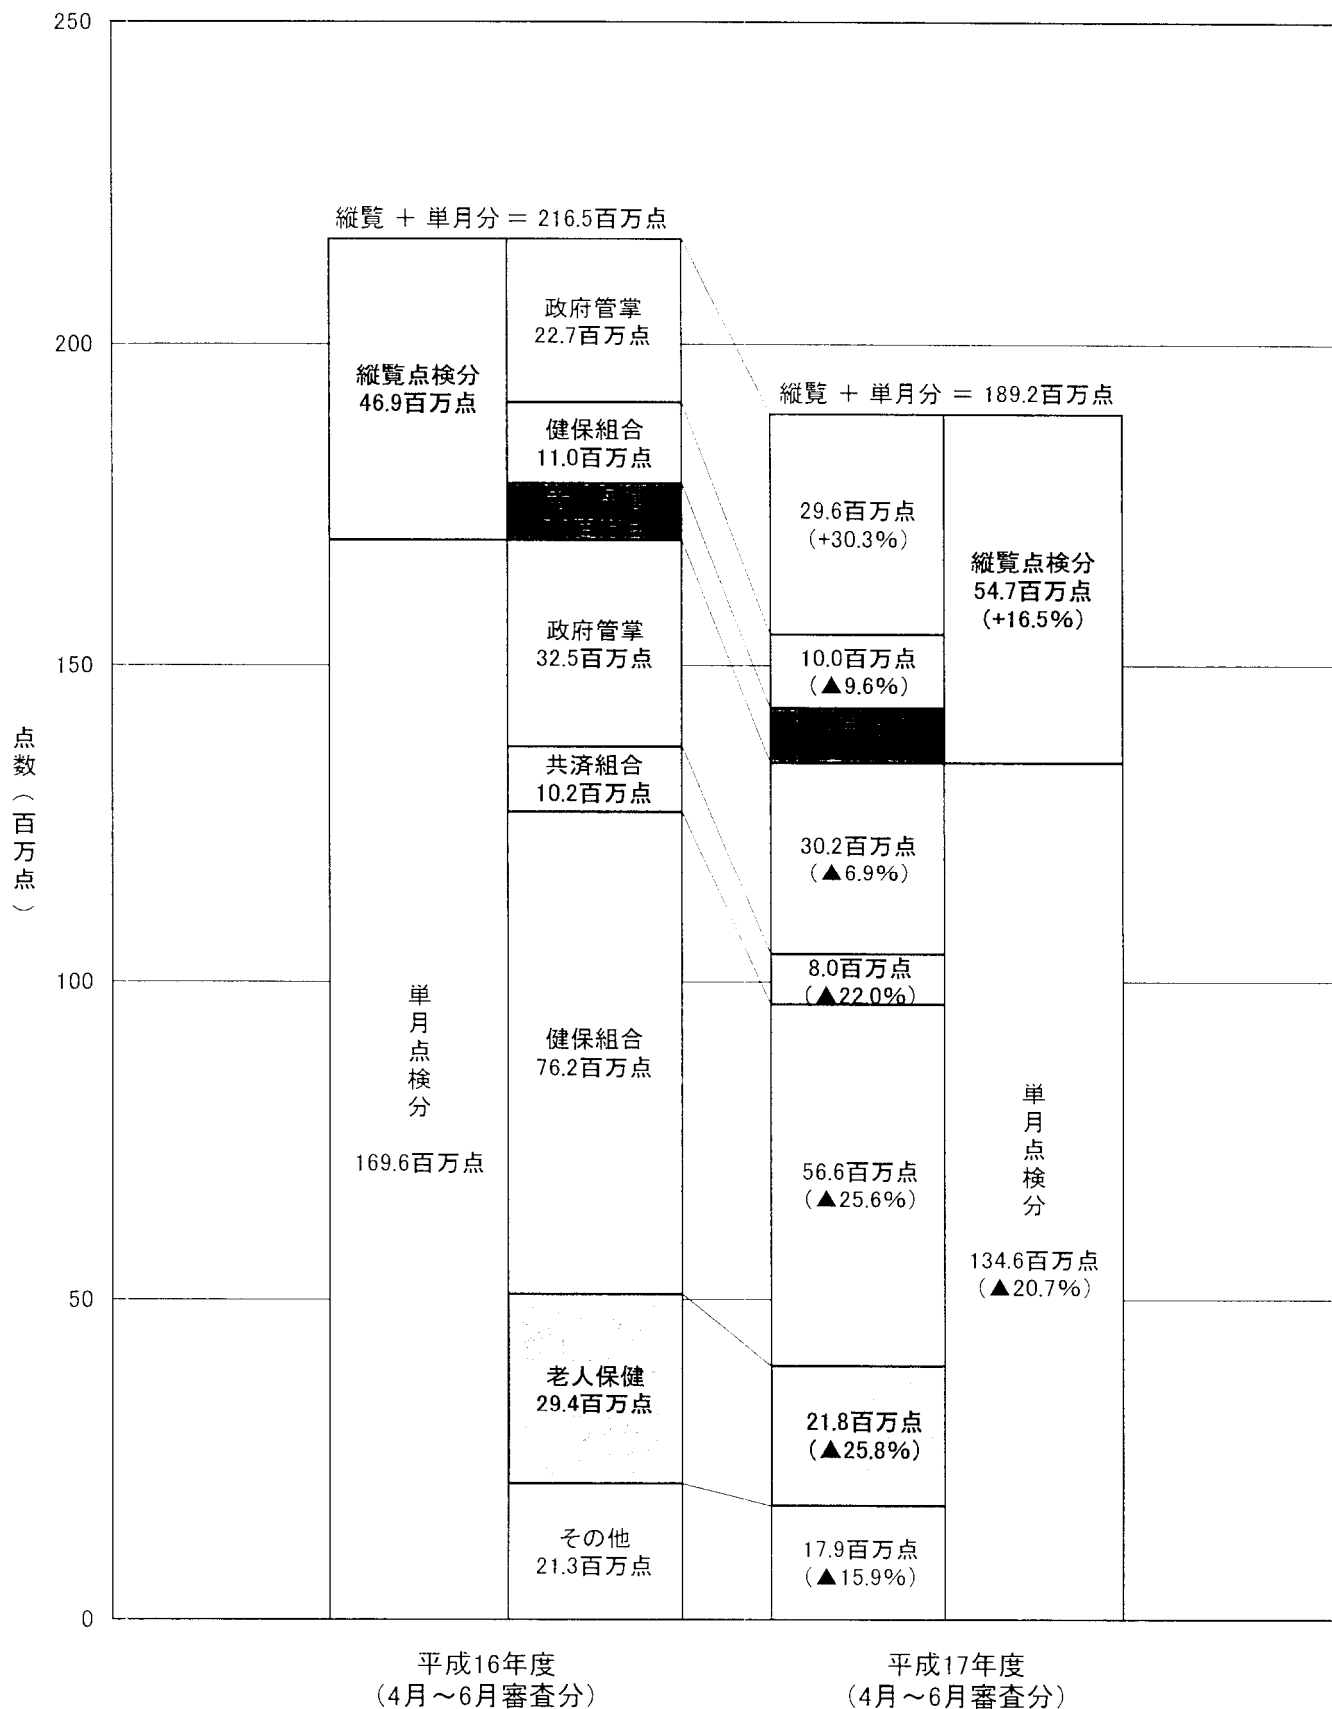 250
200
150
100
50
0
点数（百万点）
縦覧 ＋ 単月分 ＝ 216.5百万点
縦覧点検分
46.9百万点
政府管掌
22.7百万点
健保組合
11.0百万点
単月点検分
169.6百万点
政府管掌
32.5百万点
共済組合
10.2百万点
健保組合
76.2百万点
老人保健
29.4百万点
その他
21.3百万点
縦覧 ＋ 単月分 ＝ 189.2百万点
29.6百万点
（+30.3%）
10.0百万点
（▲9.6%）
30.2百万点
（▲6.9%）
8.0百万点
（▲22.0%）
56.6百万点
（▲25.6%）
21.8百万点
（▲25.8%）
17.9百万点
（▲15.9%）
縦覧点検分
54.7百万点
（+16.5%）
単月点検分
134.6百万点
（▲20.7%）
平成16年度
（4月～6月審査分）
平成17年度
（4月～6月審査分）